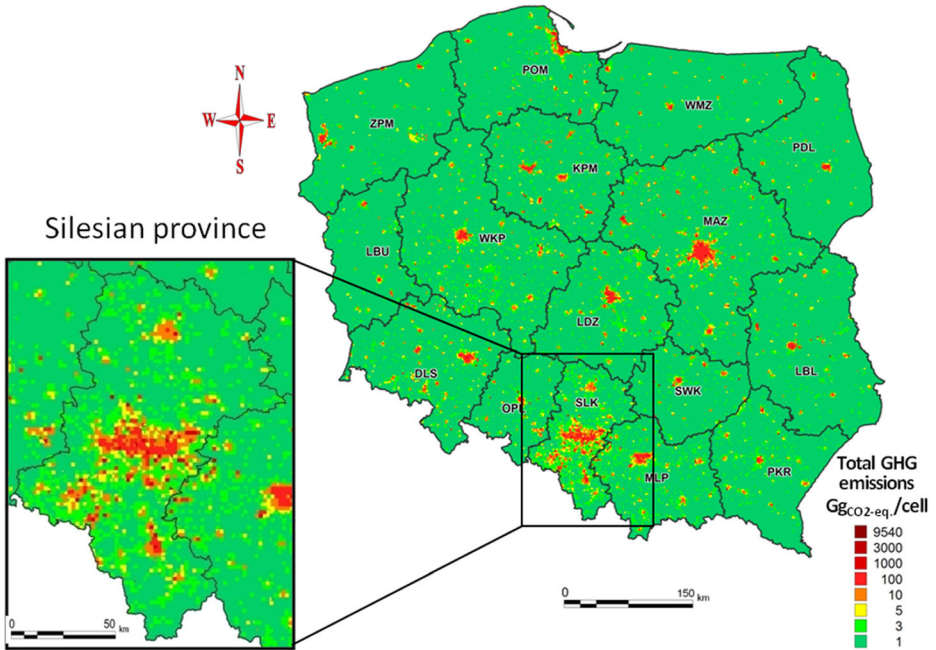 N
W E
S
POM
ZPM
WMZ
PDL
KPM
MAZ
Silesian province
WKP
LBU
LDZ
DLS
LBL
SWK
OPL
SLK
MLP
PKR
Total GHG
emissions
GgCO2-eq./cell
9540
3000
1000
100
10
5
3
1
0 150 km
0 50
km